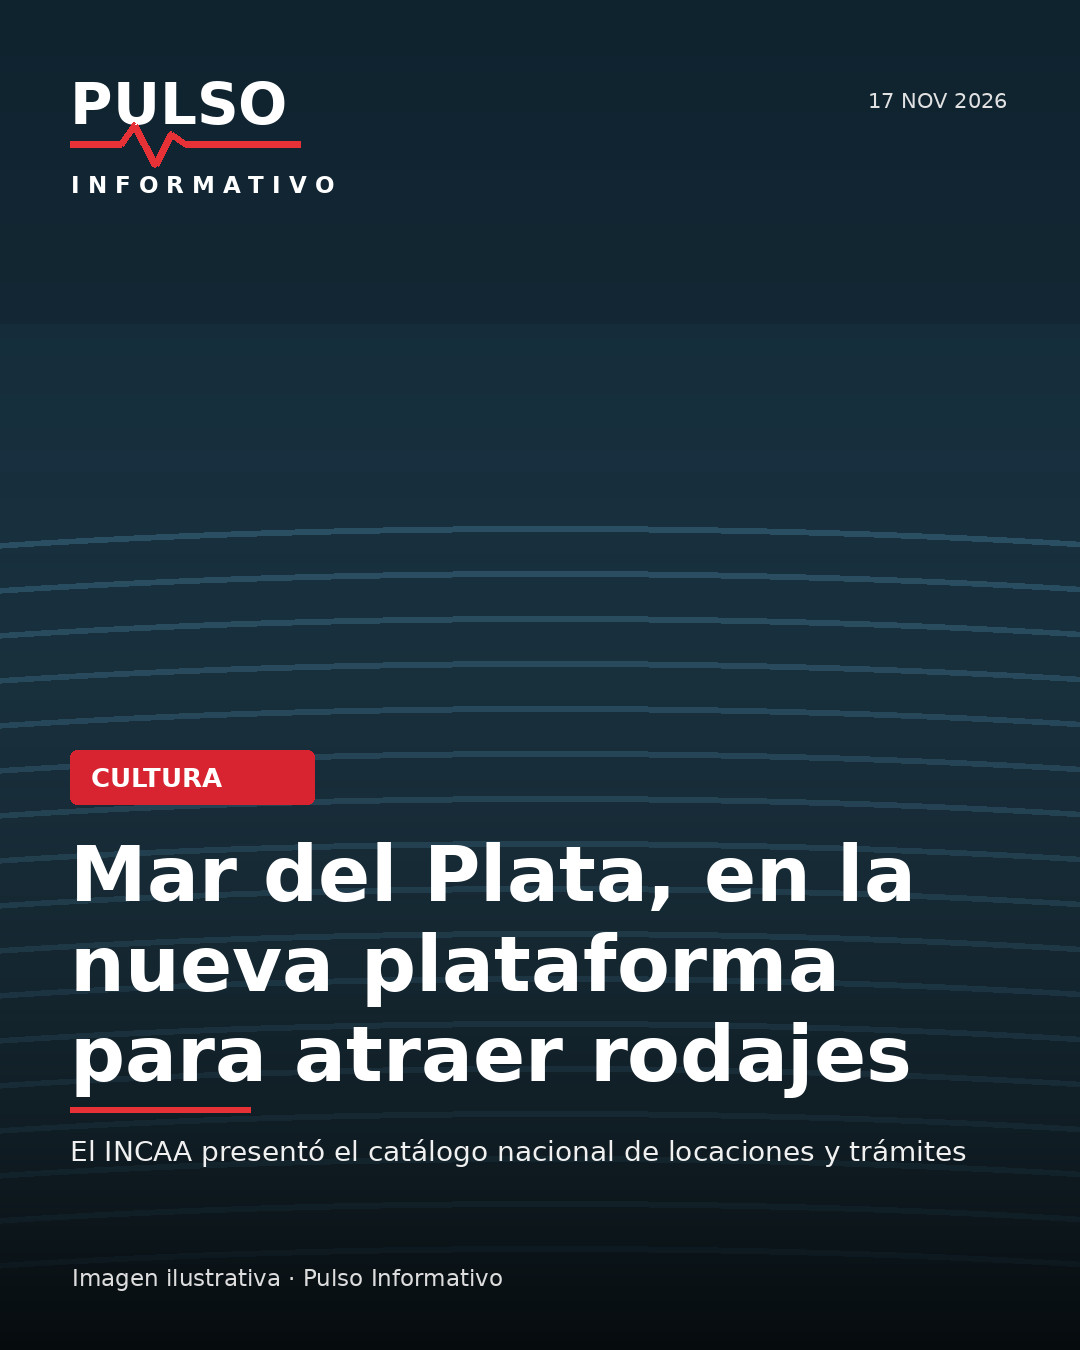 PULSO
INFORMATIVO
17 NOV 2026
CULTURA
Mar del Plata, en la
nueva plataforma
para atraer rodajes
El INCAA presentó el catálogo nacional de locaciones y trámites
Imagen ilustrativa · Pulso Informativo